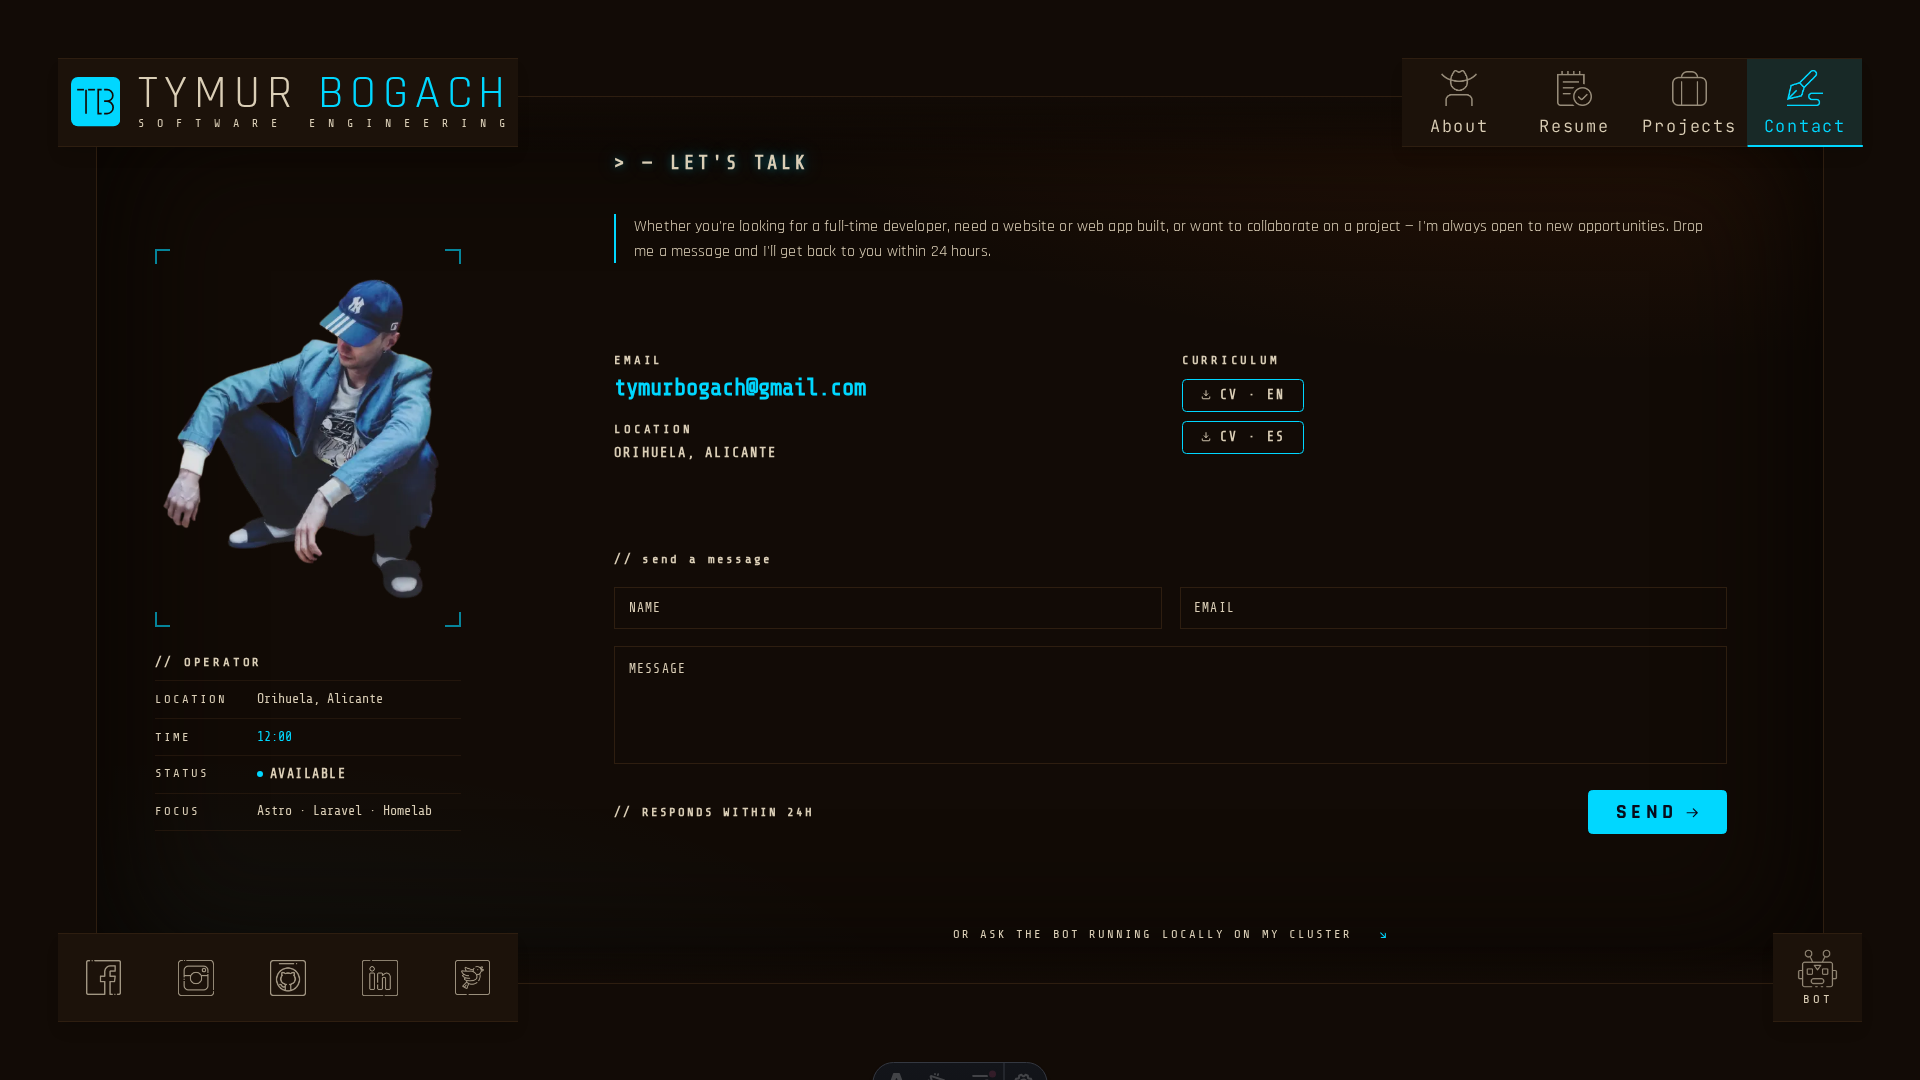 TB
TYMUR BOGACH
SOFTWARE ENGINEERING
About
Resume
Projects
Contact
> — LET'S TALK
Whether you're looking for a full-time developer, need a website or web app built, or want to collaborate on a project — I'm always open to new opportunities. Drop
me a message and I'll get back to you within 24 hours.
EMAIL
tymurbogach@gmail.com
LOCATION
ORIHUELA, ALICANTE
CURRICULUM
CV · EN
CV · ES
// send a message
NAME
EMAIL
MESSAGE
// RESPONDS WITHIN 24H
SEND →
// OPERATOR
LOCATION Orihuela, Alicante
TIME 12:00
STATUS AVAILABLE
FOCUS Astro · Laravel · Homelab
OR ASK THE BOT RUNNING LOCALLY ON MY CLUSTER ↘
in
BOT